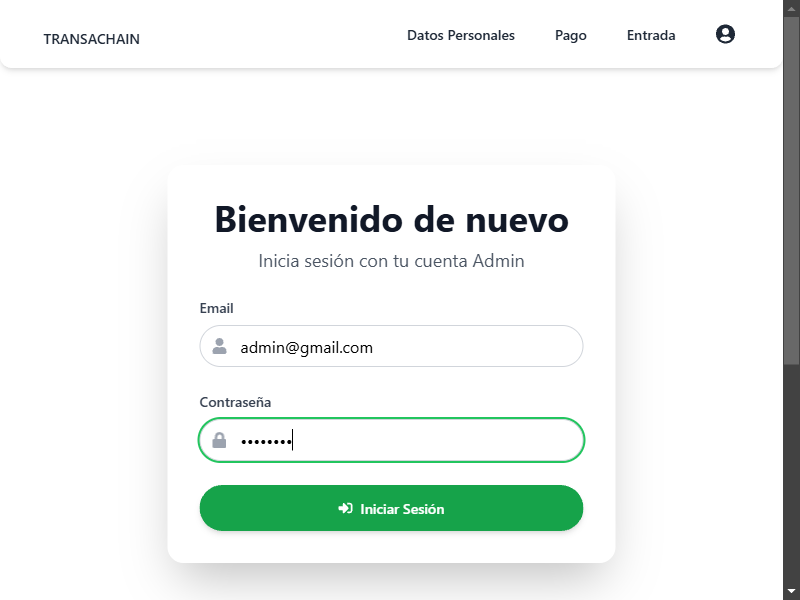 TRANSACHAIN
Datos Personales
Pago
Entrada
Bienvenido de nuevo
Inicia sesión con tu cuenta Admin
Email
admin@gmail.com
Contraseña
••••••••
Iniciar Sesión